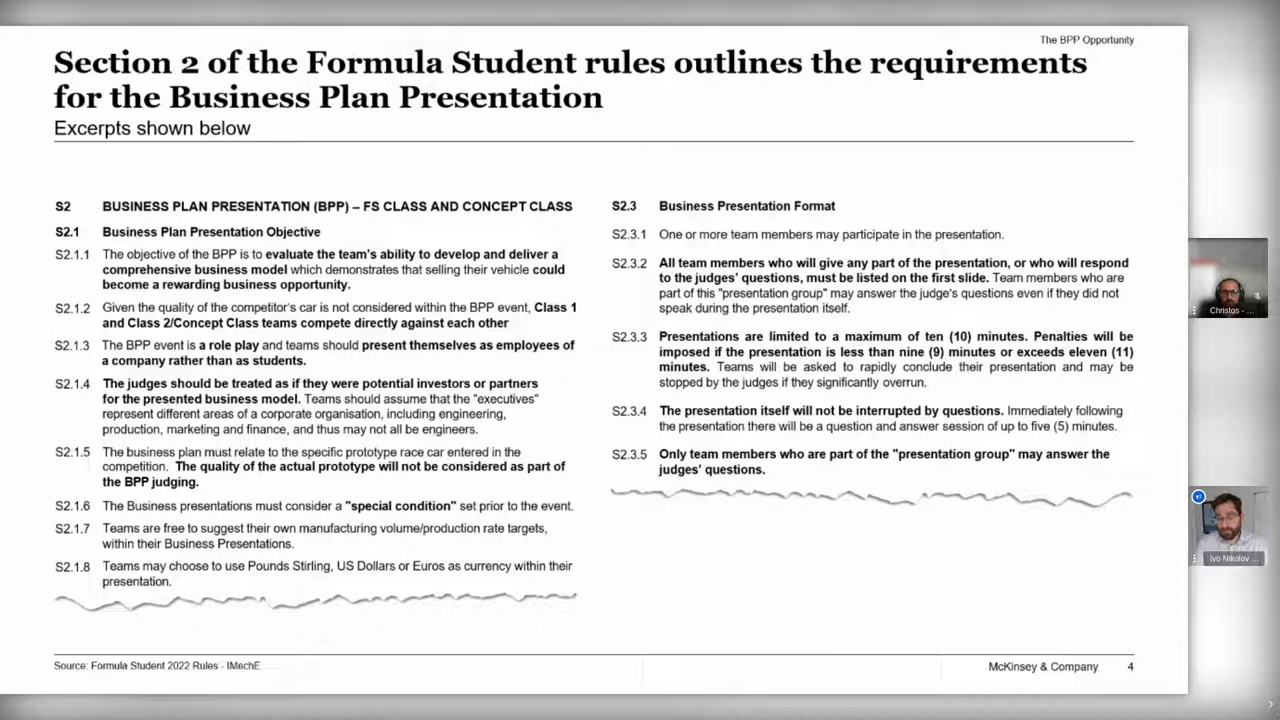 The BPP Opportunity
Section 2 of the Formula Student rules outlines the requirements
for the Business Plan Presentation
Excerpts shown below
S2 BUSINESS PLAN PRESENTATION (BPP) – FS CLASS AND CONCEPT CLASS
S2.1 Business Plan Presentation Objective
S2.1.1 The objective of the BPP is to evaluate the team's ability to develop and deliver a
comprehensive business model which demonstrates that selling their vehicle could
become a rewarding business opportunity.
S2.1.2 Given the quality of the competitor's car is not considered within the BPP event, Class 1
and Class 2/Concept Class teams compete directly against each other
S2.1.3 The BPP event is a role play and teams should present themselves as employees of
a company rather than as students.
S2.1.4 The judges should be treated as if they were potential investors or partners
for the presented business model. Teams should assume that the "executives"
represent different areas of a corporate organisation, including engineering,
production, marketing and finance, and thus may not all be engineers.
S2.1.5 The business plan must relate to the specific prototype race car entered in the
competition. The quality of the actual prototype will not be considered as part of
the BPP judging.
S2.1.6 The Business presentations must consider a "special condition" set prior to the event.
S2.1.7 Teams are free to suggest their own manufacturing volume/production rate targets,
within their Business Presentations.
S2.1.8 Teams may choose to use Pounds Stirling, US Dollars or Euros as currency within their
presentation.
S2.3 Business Presentation Format
S2.3.1 One or more team members may participate in the presentation.
S2.3.2 All team members who will give any part of the presentation, or who will respond
to the judges' questions, must be listed on the first slide. Team members who are
part of this "presentation group" may answer the judge's questions even if they did not
speak during the presentation itself.
S2.3.3 Presentations are limited to a maximum of ten (10) minutes. Penalties will be
imposed if the presentation is less than nine (9) minutes or exceeds eleven (11)
minutes. Teams will be asked to rapidly conclude their presentation and may be
stopped by the judges if they significantly overrun.
S2.3.4 The presentation itself will not be interrupted by questions. Immediately following
the presentation there will be a question and answer session of up to five (5) minutes.
S2.3.5 Only team members who are part of the "presentation group" may answer the
judges' questions.
Source: Formula Student 2022 Rules - IMechE
McKinsey & Company 4
Christos - ...
Ivo Nikolov ...